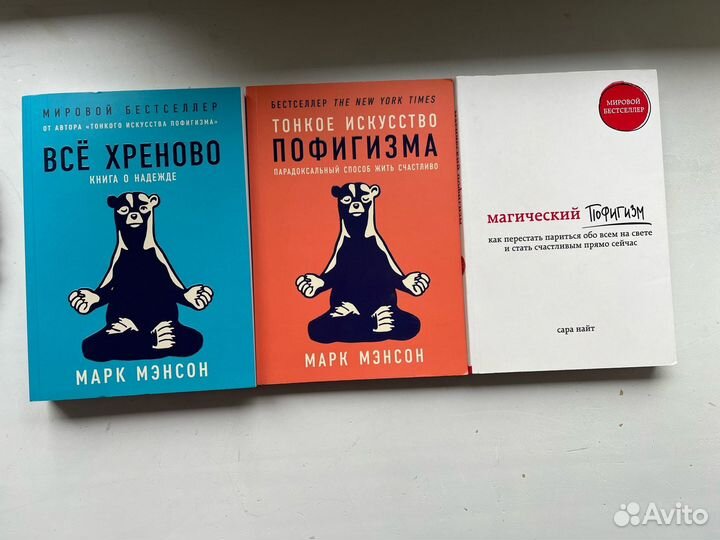 МИРОВОЙ БЕСТСЕЛЛЕР
ОТ АВТОРА «ТОНКОГО ИСКУССТВА ПОФИГИЗМА»
ВСЁ ХРЕНОВО
КНИГА О НАДЕЖДЕ
МАРК МЭНСОН
БЕСТСЕЛЛЕР THE NEW YORK TIMES
ТОНКОЕ ИСКУССТВО
ПОФИГИЗМА
ПАРАДОКСАЛЬНЫЙ СПОСОБ ЖИТЬ СЧАСТЛИВО
МАРК МЭНСОН
МИРОВОЙ
БЕСТСЕЛЛЕР
магический ПОФИГИЗМ
как перестать париться обо всем на свете
и стать счастливым прямо сейчас
сара найт
Avito